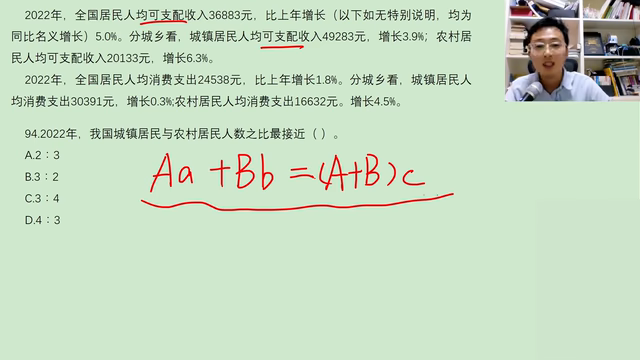 2022年，全国居民人均可支配收入36883元，比上年增长（以下如无特别说明，均为
同比名义增长）5.0%。分城乡看，城镇居民人均可支配收入49283元，增长3.9%；农村居
民人均可支配收入20133元，增长6.3%。
2022年，全国居民人均消费支出24538元，比上年增长1.8%。分城乡看，城镇居民人
均消费支出30391元，增长0.3%;农村居民人均消费支出16632元。增长4.5%。
94.2022年，我国城镇居民与农村居民人数之比最接近（ ）。
A.2：3
B.3：2
C.3：4
D.4：3
Aa+Bb=(A+B)c